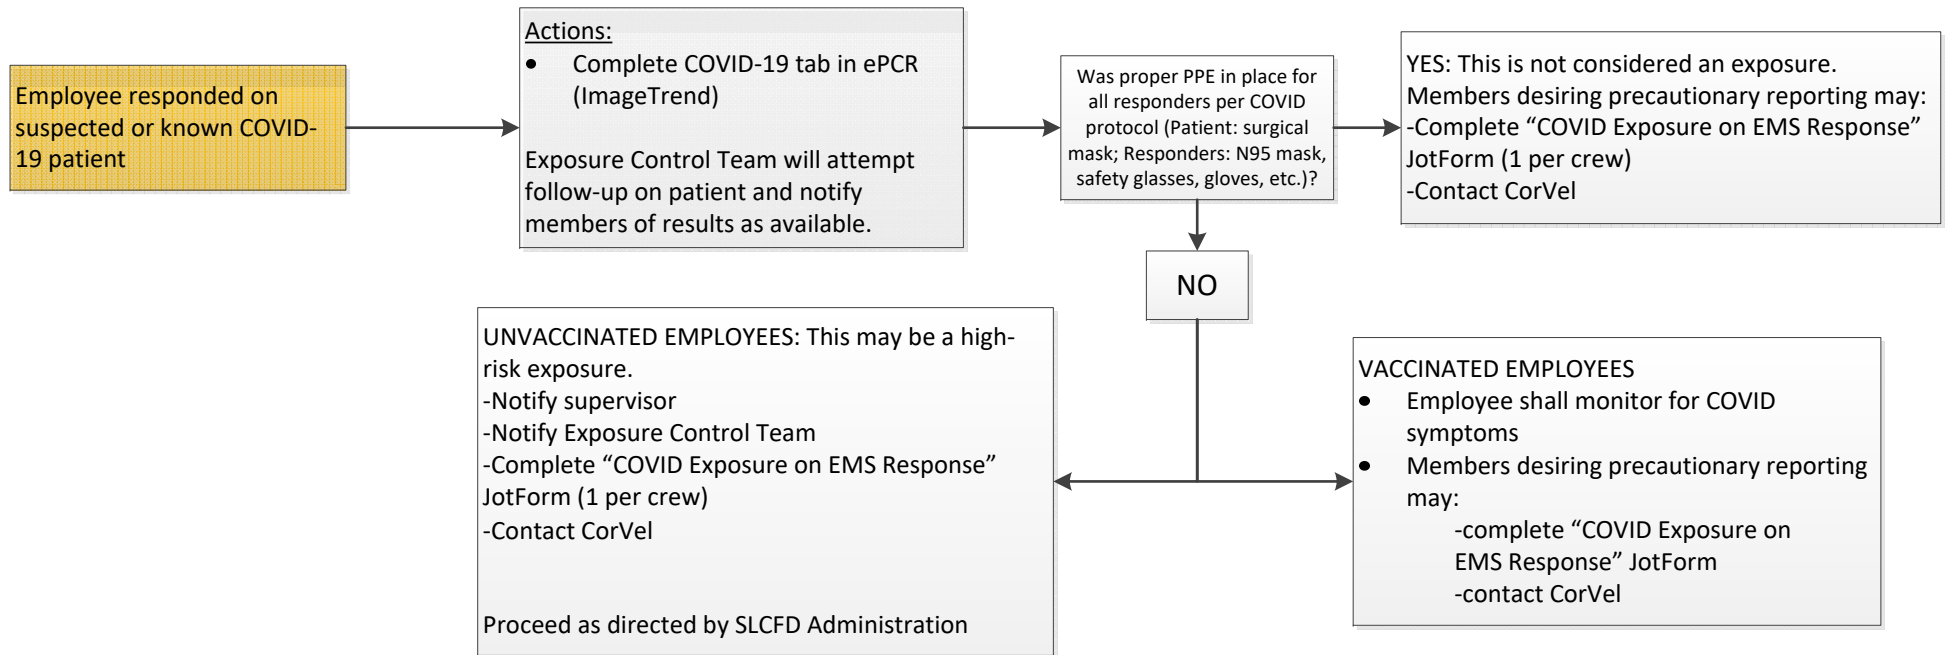 Employee responded on
suspected or known COVID-
19 patient
Actions:
• Complete COVID-19 tab in ePCR
(ImageTrend)
Exposure Control Team will attempt
follow-up on patient and notify
members of results as available.
Was proper PPE in place for
all responders per COVID
protocol (Patient: surgical
mask; Responders: N95 mask,
safety glasses, gloves, etc.)?
YES: This is not considered an exposure.
Members desiring precautionary reporting may:
-Complete “COVID Exposure on EMS Response”
JotForm (1 per crew)
-Contact CorVel
NO
UNVACCINATED EMPLOYEES: This may be a high-
risk exposure.
-Notify supervisor
-Notify Exposure Control Team
-Complete “COVID Exposure on EMS Response”
JotForm (1 per crew)
-Contact CorVel
Proceed as directed by SLCFD Administration
VACCINATED EMPLOYEES
• Employee shall monitor for COVID
symptoms
• Members desiring precautionary reporting
may:
-complete “COVID Exposure on
EMS Response” JotForm
-contact CorVel